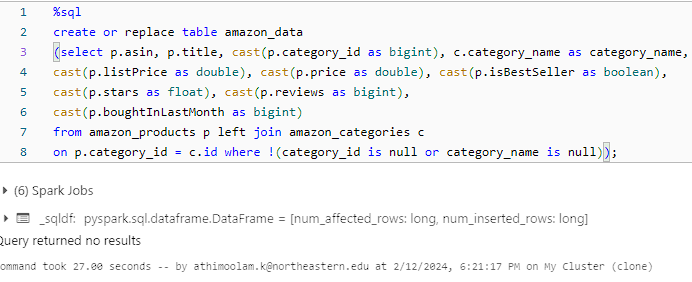 1 %sql
2 create or replace table amazon_data
3 (select p.asin, p.title, cast(p.category_id as bigint), c.category_name as category_name,
4 cast(p.listPrice as double), cast(p.price as double), cast(p.isBestSeller as boolean),
5 cast(p.stars as float), cast(p.reviews as bigint),
6 cast(p.boughtInLastMonth as bigint)
7 from amazon_products p left join amazon_categories c
8 on p.category_id = c.id where !(category_id is null or category_name is null));
(6) Spark Jobs
_sqldf: pyspark.sql.dataframe.DataFrame = [num_affected_rows: long, num_inserted_rows: long]
Query returned no results
ommand took 27.00 seconds -- by athimoolam.k@northeastern.edu at 2/12/2024, 6:21:17 PM on My Cluster (clone)